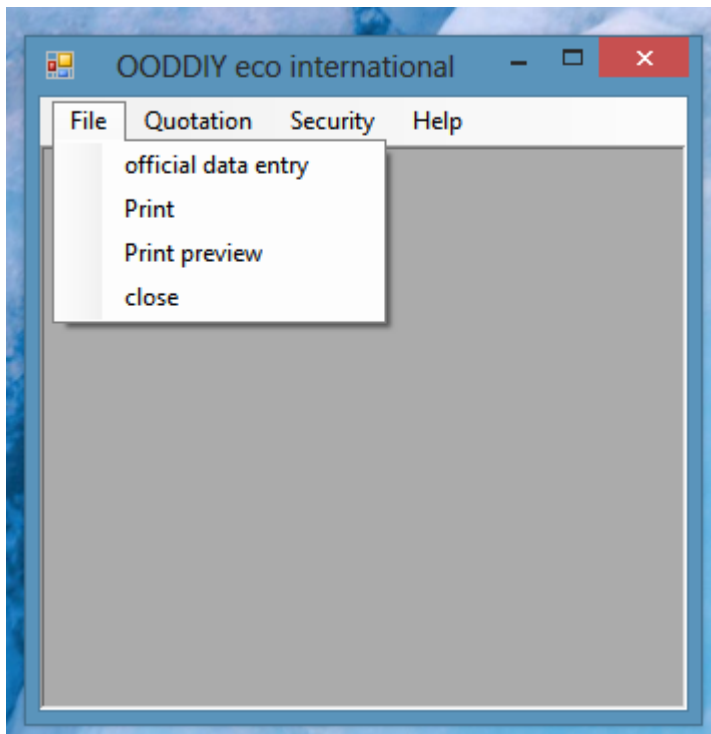 OODDIY eco international
File Quotation Security Help
official data entry
Print
Print preview
close